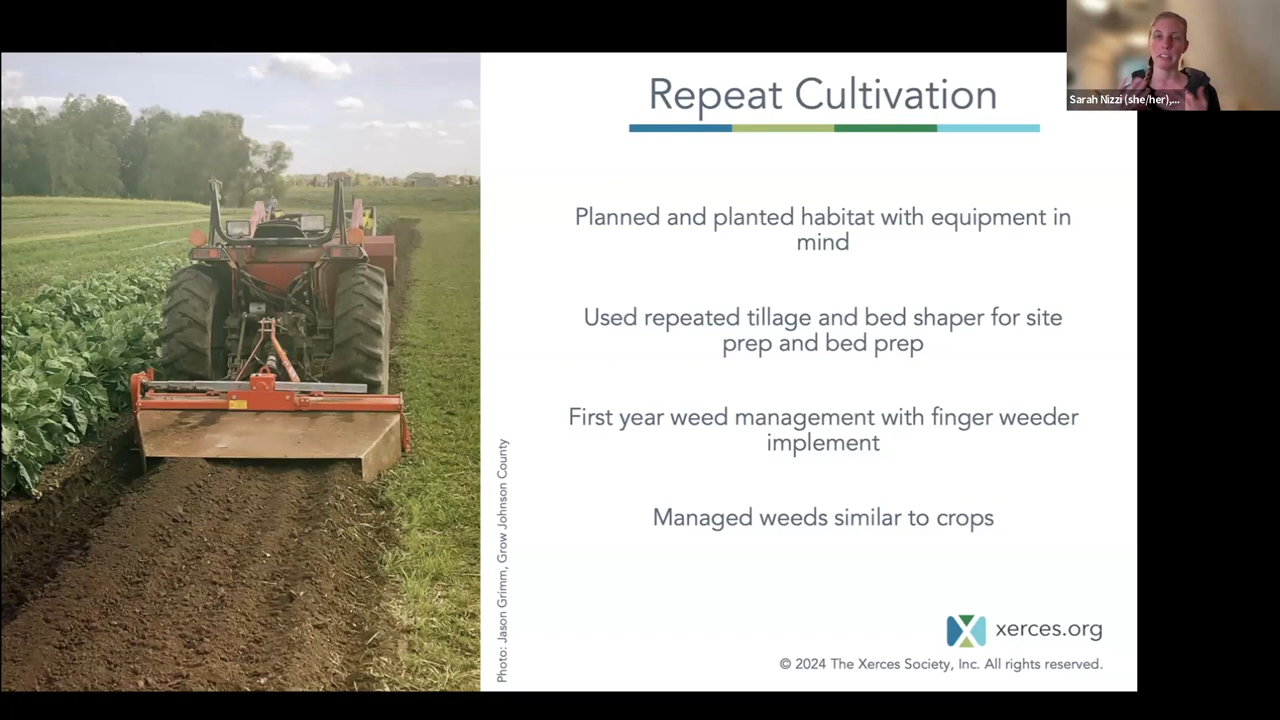 Repeat Cultivation
Sarah Nizzi (she/her),...
Planned and planted habitat with equipment in
mind
Used repeated tillage and bed shaper for site
prep and bed prep
First year weed management with finger weeder
implement
Managed weeds similar to crops
Photo: Jason Grimm, Grow Johnson County
xerces.org
© 2024 The Xerces Society, Inc. All rights reserved.